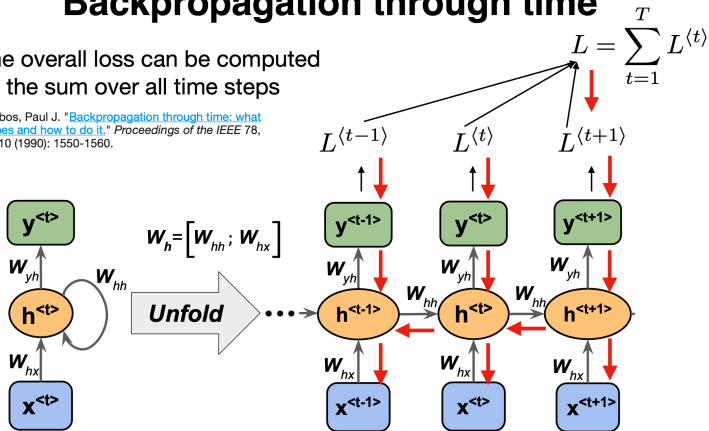 Backpropagation through time
ne overall loss can be computed
the sum over all time steps
bos, Paul J. "Backpropagation through time: what
es and how to do it." Proceedings of the IEEE 78,
10 (1990): 1550-1560.
L = ∑_{t=1}^{T} L^{⟨t⟩}
L^{⟨t-1⟩} L^{⟨t⟩} L^{⟨t+1⟩}
y<t> y<t-1> y<t> y<t+1>
W_h=[W_hh ; W_hx]
W_yh W_yh W_yh W_yh
W_hh W_hh W_hh
h<t> Unfold h<t-1> h<t> h<t+1>
W_hx W_hx W_hx W_hx
x<t> x<t-1> x<t> x<t+1>